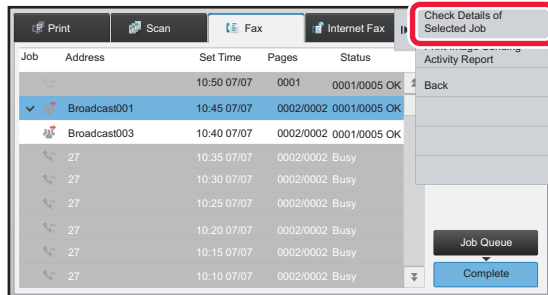 Print
Scan
Fax
Internet Fax
Check Details of
Selected Job
Activity Report
Back
Job Address Set Time Pages Status
10:50 07/07 0001 0001/0005 OK
Broadcast001 10:45 07/07 0002/0002 0001/0005 OK
Broadcast003 10:40 07/07 0002/0002 0001/0005 OK
27 10:35 07/07 0002/0002 Busy
27 10:30 07/07 0002/0002 Busy
27 10:25 07/07 0002/0002 Busy
27 10:20 07/07 0002/0002 Busy
27 10:15 07/07 0002/0002 Busy
27 10:10 07/07 0002/0002 Busy
Job Queue
Complete